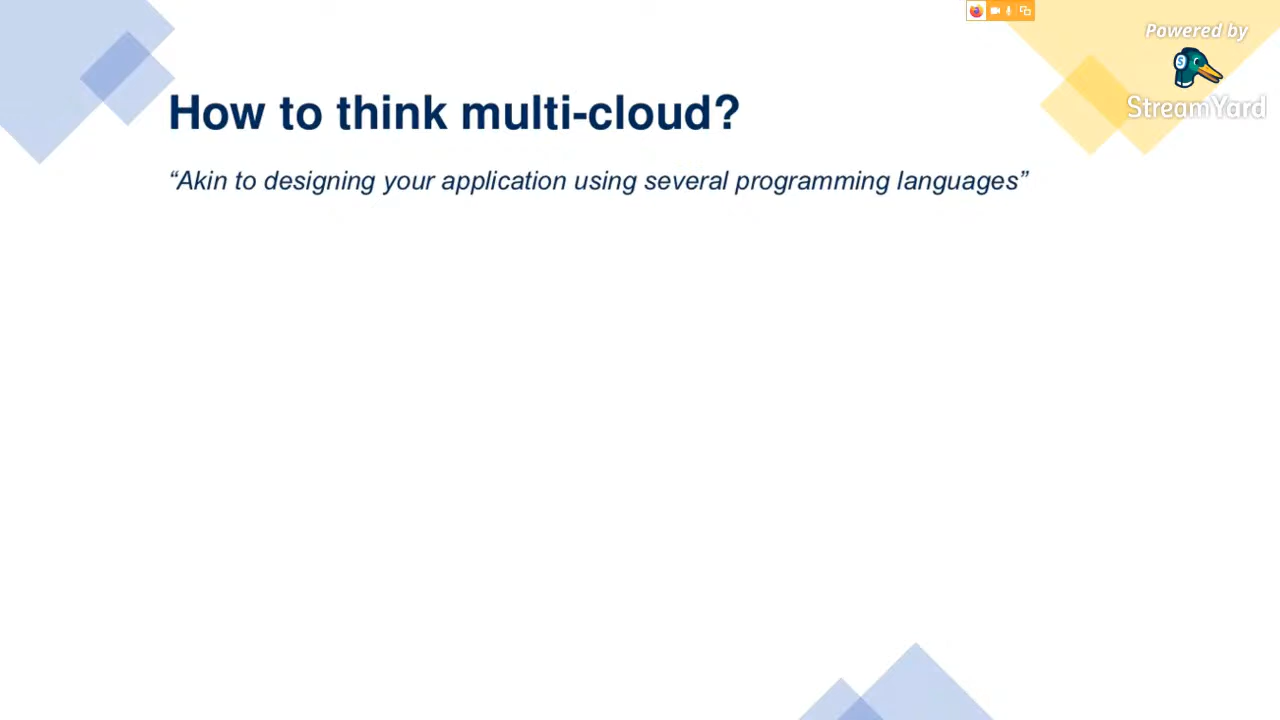 Powered by
StreamYard
How to think multi-cloud?
“Akin to designing your application using several programming languages”